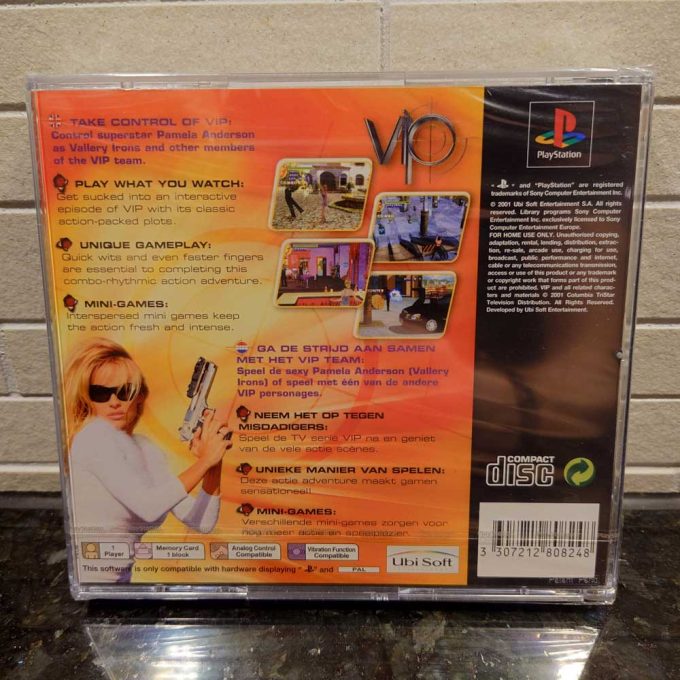 TAKE CONTROL OF VIP:
Control superstar Pamela Anderson
as Vallery Irons and other members
of the VIP team.
PLAY WHAT YOU WATCH:
Get sucked into an interactive
episode of VIP with its classic
action-packed plots.
UNIQUE GAMEPLAY:
Quick wits and even faster fingers
are essential to completing this
combo-rhythmic action adventure.
MINI-GAMES:
Interspersed mini games keep
the action fresh and intense.
VIP
GA DE STRIJD AAN SAMEN
MET HET VIP TEAM:
Speel de sexy Pamela Anderson (Vallery
Irons) of speel met één van de andere
VIP personages.
NEEM HET OP TEGEN
MISDADIGERS:
Speel de TV serie VIP na en geniet
van de vele actie scènes.
UNIEKE MANIER VAN SPELEN:
Deze actie adventure maakt gamen
sensationeel!
MINI-GAMES:
Verschillende mini-games zorgen voor
nog meer actie en speelplezier.
1
Player
Memory Card
1 block
Analog Control
Compatible
Vibration Function
Compatible
Ubi Soft
This software is only compatible with hardware displaying " " and PAL
PlayStation
" " and "PlayStation" are registered
trademarks of Sony Computer Entertainment Inc.
© 2001 Ubi Soft Entertainment S.A. All rights
reserved. Library programs Sony Computer
Entertainment Inc. exclusively licensed to Sony
Computer Entertainment Europe.
FOR HOME USE ONLY. Unauthorised copying,
adaptation, rental, lending, distribution, extrac-
tion, re-sale, arcade use, charging for use,
broadcast, public performance and internet,
cable or any telecommunications transmission,
access or use of this product or any trademark
or copyright work that forms part of this prod-
uct are prohibited. VIP and all related charac-
ters and materials © 2001 Columbia TriStar
Television Distribution. All Rights Reserved.
Developed by Ubi Soft Entertainment.
COMPACT
disc
3 307212 808248